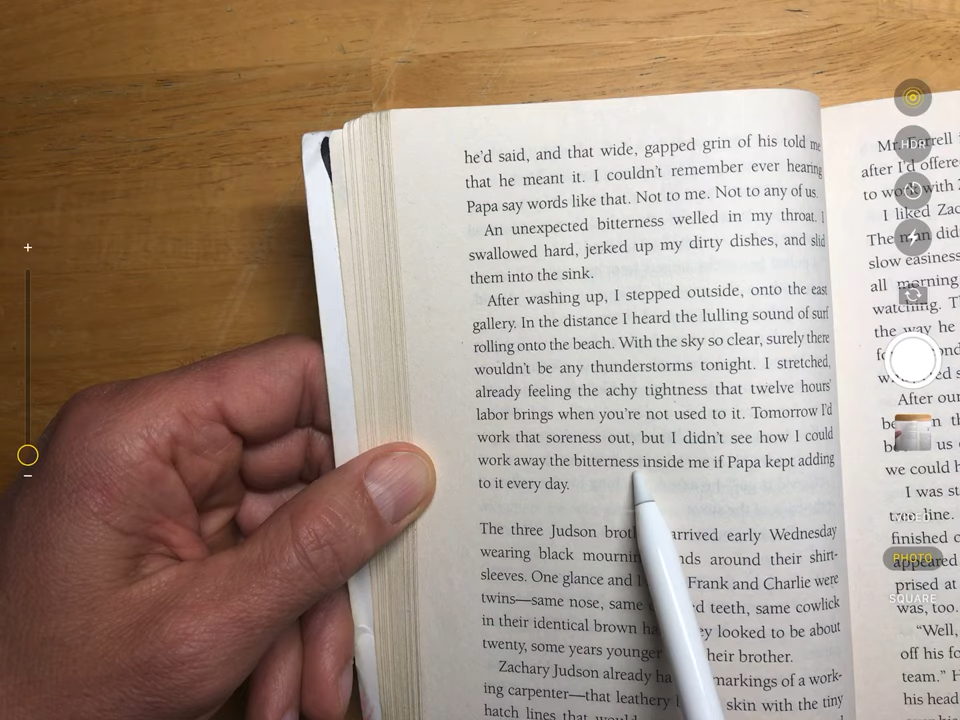 he'd said, and that wide, gapped grin of his told me
that he meant it. I couldn't remember ever hearing
Papa say words like that. Not to me. Not to any of us.
An unexpected bitterness welled in my throat. I
swallowed hard, jerked up my dirty dishes, and slid
them into the sink.
After washing up, I stepped outside, onto the east
gallery. In the distance I heard the lulling sound of surf
rolling onto the beach. With the sky so clear, surely there
wouldn't be any thunderstorms tonight. I stretched,
already feeling the achy tightness that twelve hours'
labor brings when you're not used to it. Tomorrow I'd
work that soreness out, but I didn't see how I could
work away the bitterness inside me if Papa kept adding
to it every day.
The three Judson arrived early Wednesday
wearing black around their shirt-
sleeves. One glance and Frank and Charlie were
twins—same nose, same teeth, same cowlick
in their identical brown looked to be about
twenty, some years younger their brother.
Zachary Judson already markings of a work-
ing carpenter—that leathery skin with the tiny
hatch lines that
Mr. Farrell
after I'd offere
to work with
I liked Zac
The man did
slow easiness
all morning
watching. T
the way he
After our
us
we could h
I was st
tree line.
finished o
appeared
prised at
was, too.
"Well,
off his fo
team." H
his head
HDR
PHOTO
SQUARE